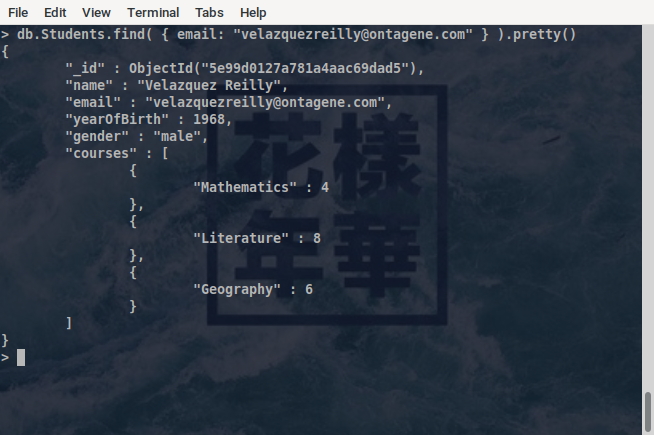 File Edit View Terminal Tabs Help
> db.Students.find( { email: "velazquezreilly@ontagene.com" } ).pretty()
{
        "_id" : ObjectId("5e99d0127a781a4aac69dad5"),
        "name" : "Velazquez Reilly",
        "email" : "velazquezreilly@ontagene.com",
        "yearOfBirth" : 1968,
        "gender" : "male",
        "courses" : [
                {
                        "Mathematics" : 4
                },
                {
                        "Literature" : 8
                },
                {
                        "Geography" : 6
                }
        ]
}
>
花樣
年華